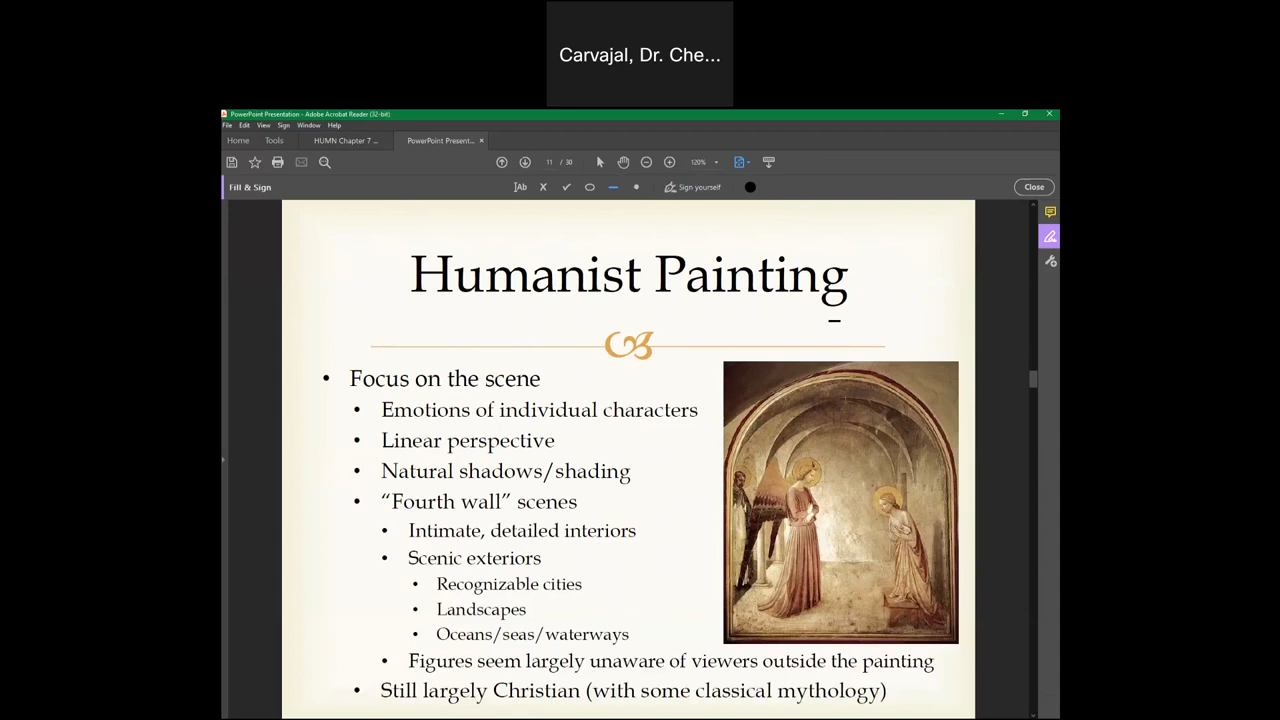 Carvajal, Dr. Che...
PowerPoint Presentation - Adobe Acrobat Reader (32-bit)
File Edit View Sign Window Help
Home Tools HUMN Chapter 7 ... PowerPoint Present... ×
11 / 30 120%
Fill & Sign Ab Sign yourself Close
Humanist Painting
• Focus on the scene
• Emotions of individual characters
• Linear perspective
• Natural shadows/shading
• “Fourth wall” scenes
• Intimate, detailed interiors
• Scenic exteriors
• Recognizable cities
• Landscapes
• Oceans/seas/waterways
• Figures seem largely unaware of viewers outside the painting
• Still largely Christian (with some classical mythology)